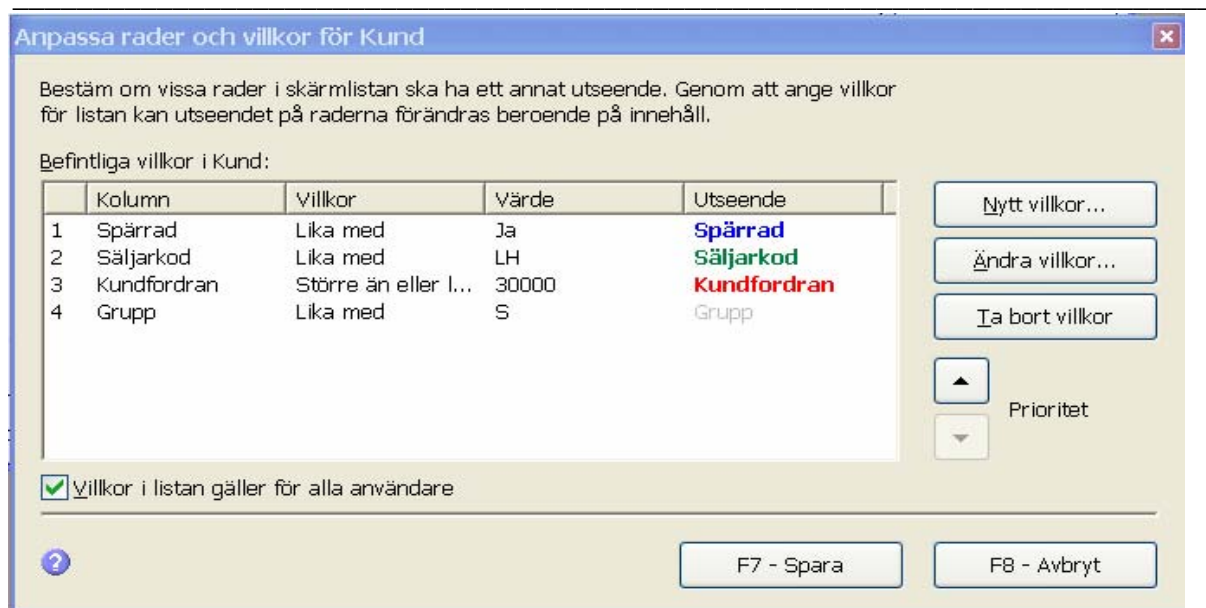 Anpassa rader och villkor för Kund
Bestäm om vissa rader i skärmlistan ska ha ett annat utseende. Genom att ange villkor
för listan kan utseendet på raderna förändras beroende på innehåll.
Befintliga villkor i Kund:
Kolumn Villkor Värde Utseende
1 Spärrad Lika med Ja Spärrad
2 Säljarkod Lika med LH Säljarkod
3 Kundfordran Större än eller l... 30000 Kundfordran
4 Grupp Lika med S Grupp
Nytt villkor...
Ändra villkor...
Ta bort villkor
Prioritet
Villkor i listan gäller för alla användare
F7 - Spara F8 - Avbryt